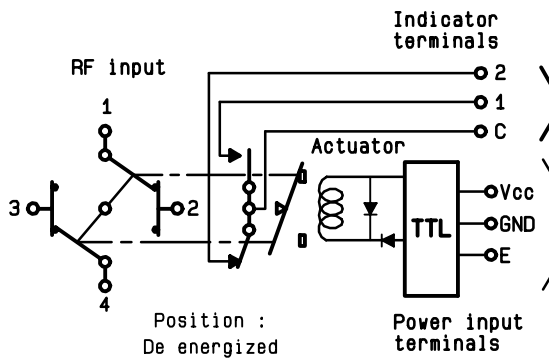 Indicator
terminals
RF input
2
1
1
C
Actuator
3
2
Vcc
TTL
GND
E
4
Position :
De energized
Power input
terminals